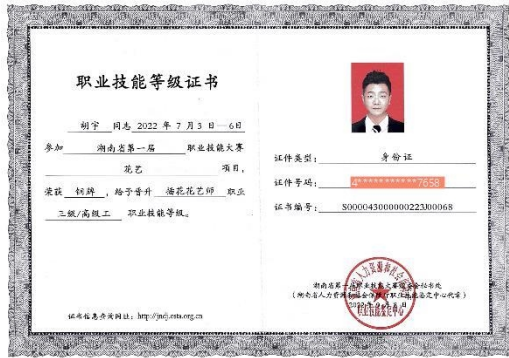 职业技能等级证书
胡宇 同志 2022 年 7 月 3 日—6日
参加 湖南省第一届 职业技能大赛
花艺 项目,
荣获 铜牌 ,给予晋升 插花花艺师 职业
三级/高级工 职业技能等级。
证书信息查询网址:http://jndj.osta.org.cn
证件类型: 身份证
证件号码: 4************7658
证书编号: S000043000000223J00068
湖南省第一届职业技能大赛组委会秘书处
(湖南省人力资源和社会保障厅职业技能鉴定中心代章)